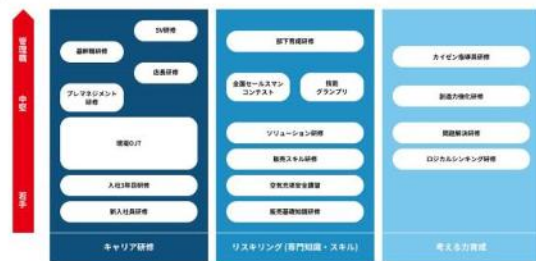 管理職
中堅
若手
SV研修
基幹職研修
店長研修
プレマネジメント
研修
現場OJT
入社3年目研修
新入社員研修
キャリア研修
部下育成研修
全国セールスマン
コンテスト
技能
グランプリ
ソリューション研修
販売スキル研修
空気充填安全講習
販売基礎知識研修
リスキリング (専門知識・スキル)
カイゼン指導員研修
創造力強化研修
問題解決研修
ロジカルシンキング研修
考える力育成